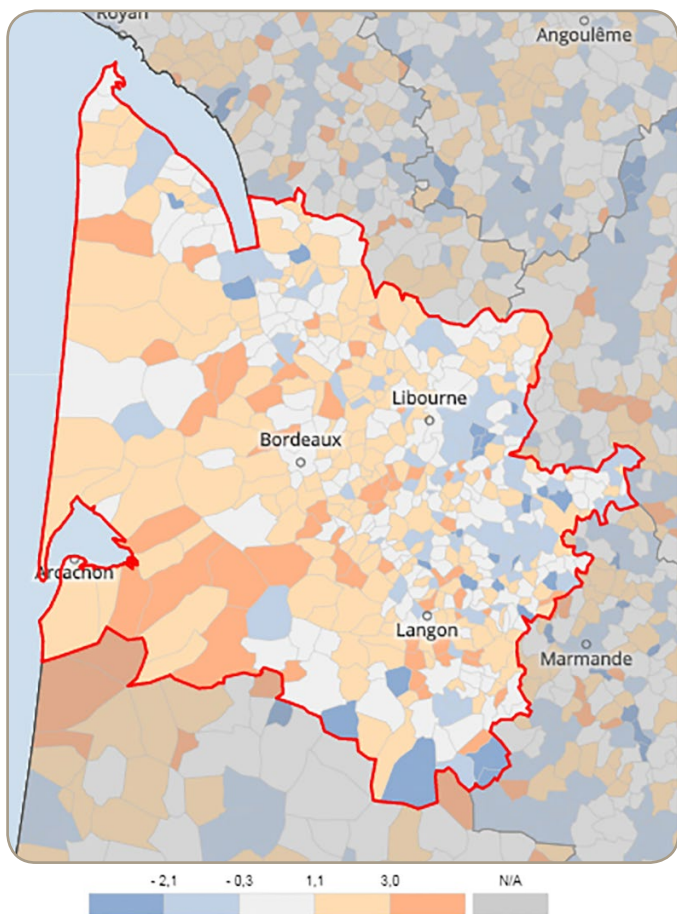 Royan
Angoulême
Libourne
Bordeaux
Arcachon
Langon
Marmande
- 2,1 - 0,3 1,1 3,0 N/A